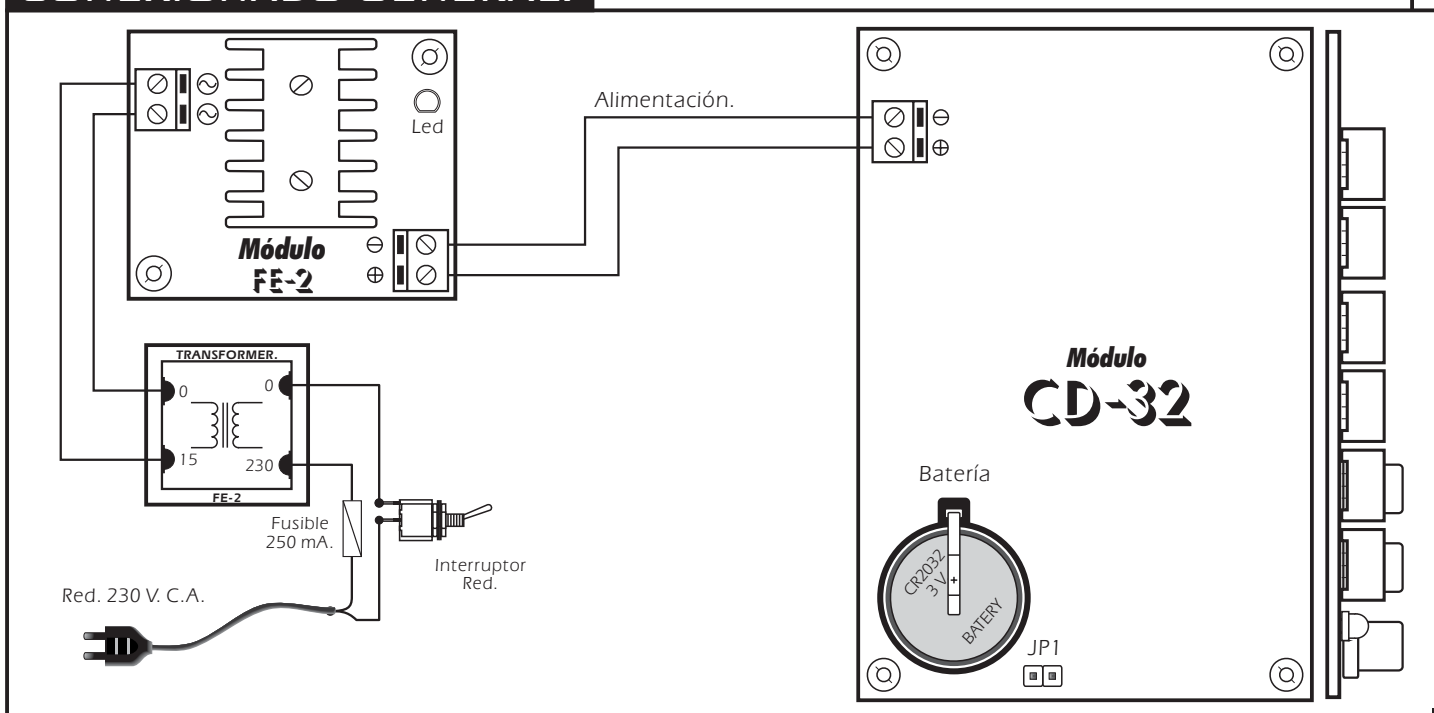 Alimentación.
Led
Módulo
FE-2
TRANSFORMER.
0
0
15
230
FE-2
Fusible
250 mA.
Interruptor
Red.
Red. 230 V. C.A.
Módulo
CD-32
Batería
CR2032
3 V
+
BATERY
JP1